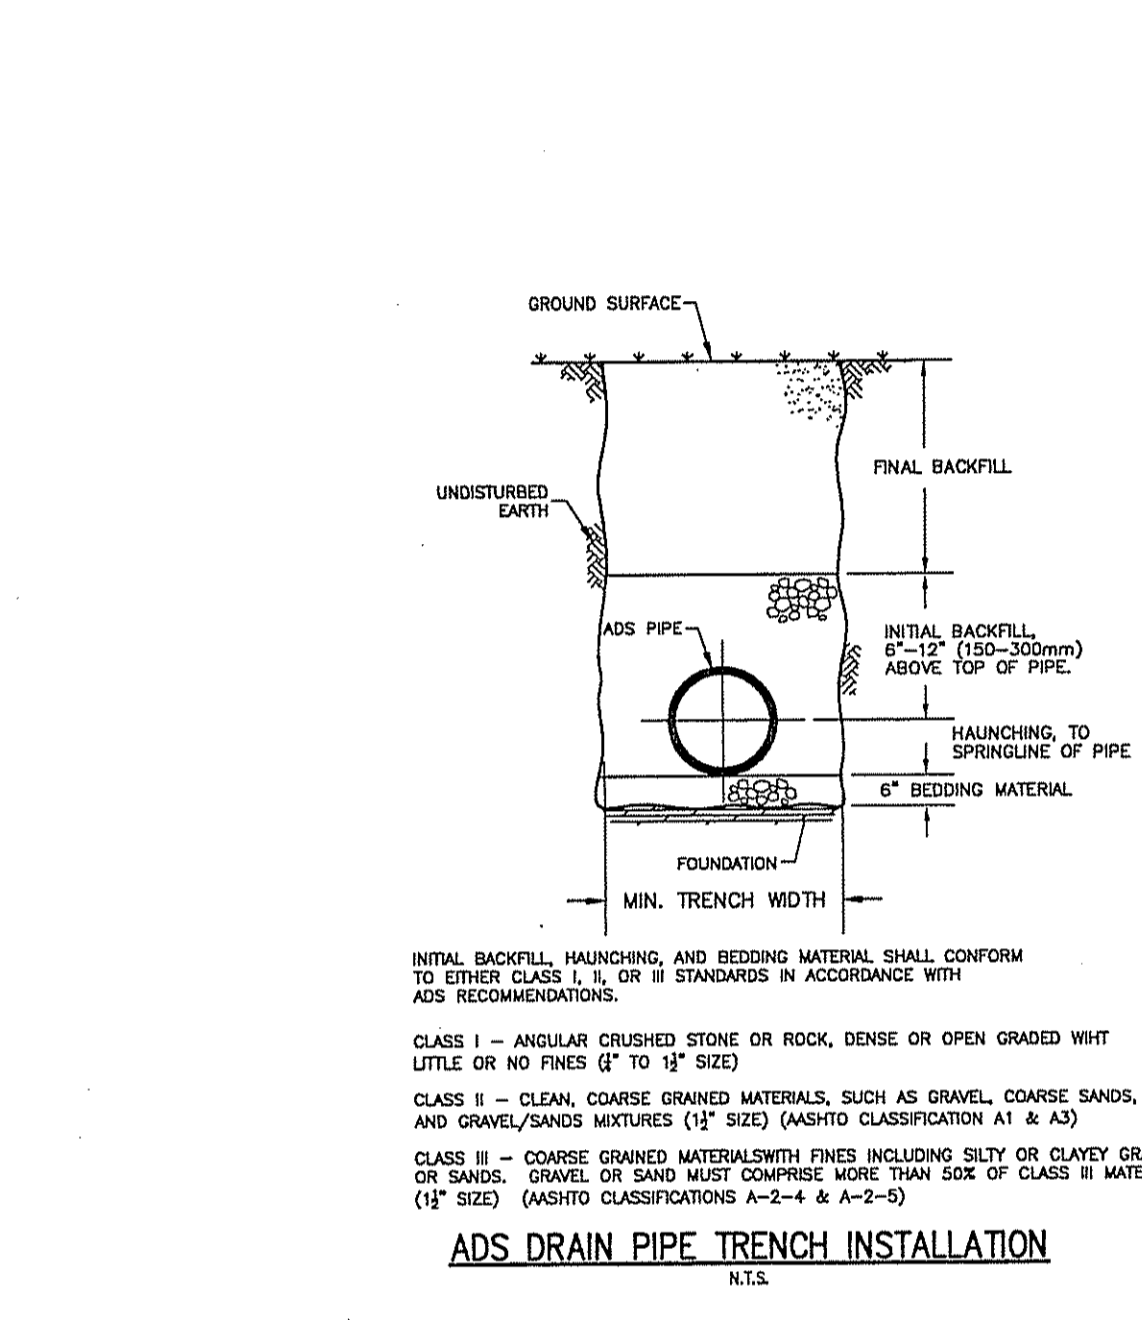 GROUND SURFACE
FINAL BACKFILL
UNDISTURBED
EARTH
ADS PIPE
INITIAL BACKFILL,
6"-12" (150-300mm)
ABOVE TOP OF PIPE.
HAUNCHING, TO
SPRINGLINE OF PIPE
6" BEDDING MATERIAL
FOUNDATION
MIN. TRENCH WIDTH
INITIAL BACKFILL, HAUNCHING, AND BEDDING MATERIAL SHALL CONFORM
TO EITHER CLASS I, II, OR III STANDARDS IN ACCORDANCE WITH
ADS RECOMMENDATIONS.
CLASS I – ANGULAR CRUSHED STONE OR ROCK, DENSE OR OPEN GRADED WIHT
LITTLE OR NO FINES ( TO 1½" SIZE)
CLASS II – CLEAN, COARSE GRAINED MATERIALS, SUCH AS GRAVEL, COARSE SANDS,
AND GRAVEL/SANDS MIXTURES (1½" SIZE) (AASHTO CLASSIFICATION A1 & A3)
CLASS III – COARSE GRAINED MATERIALSWITH FINES INCLUDING SILTY OR CLAYEY GR
OR SANDS. GRAVEL OR SAND MUST COMPRISE MORE THAN 50% OF CLASS III MATE
(1½" SIZE) (AASHTO CLASSIFICATIONS A-2-4 & A-2-5)
ADS DRAIN PIPE TRENCH INSTALLATION
N.T.S.